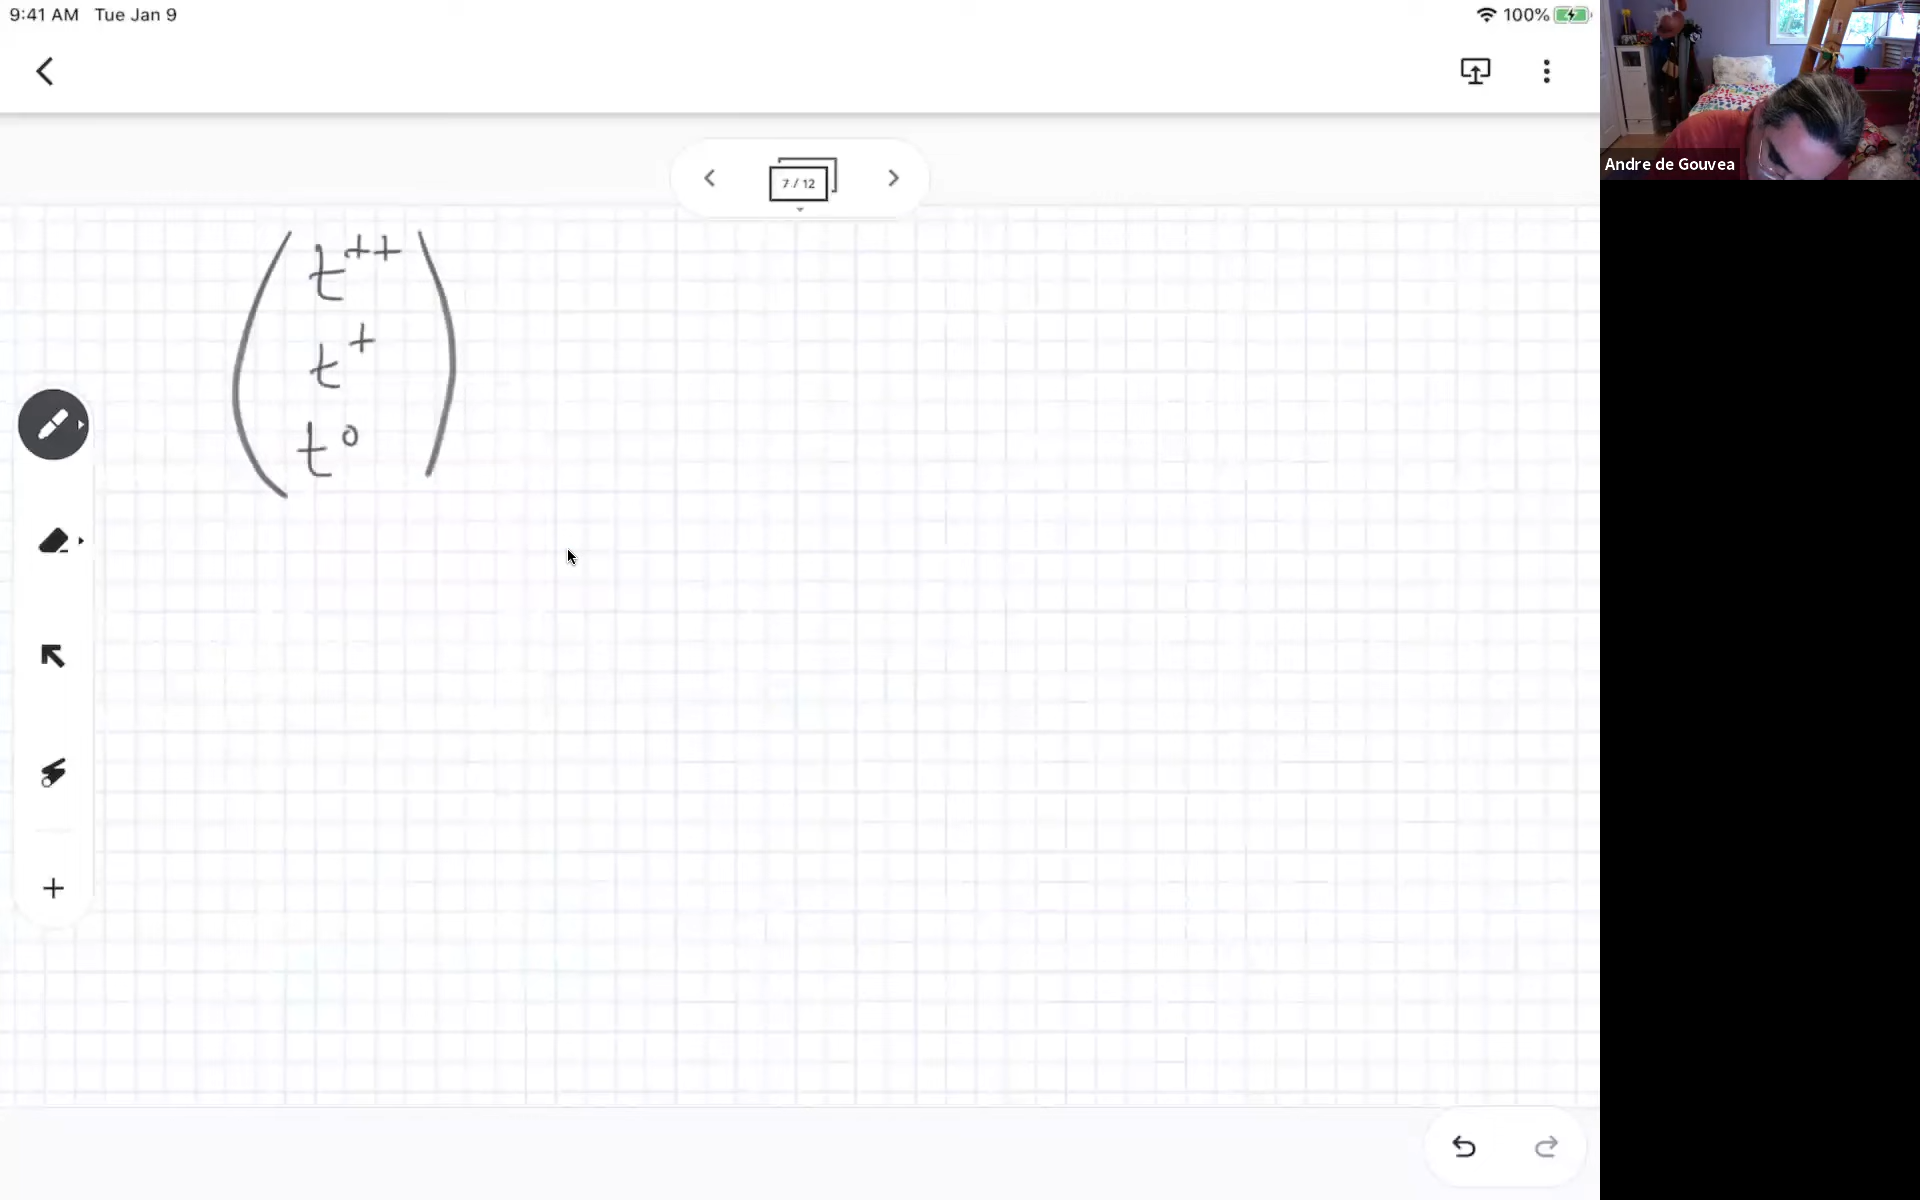 9:41 AM Tue Jan 9
100%
Andre de Gouvea
7 / 12
t⁺⁺
t⁺
t⁰